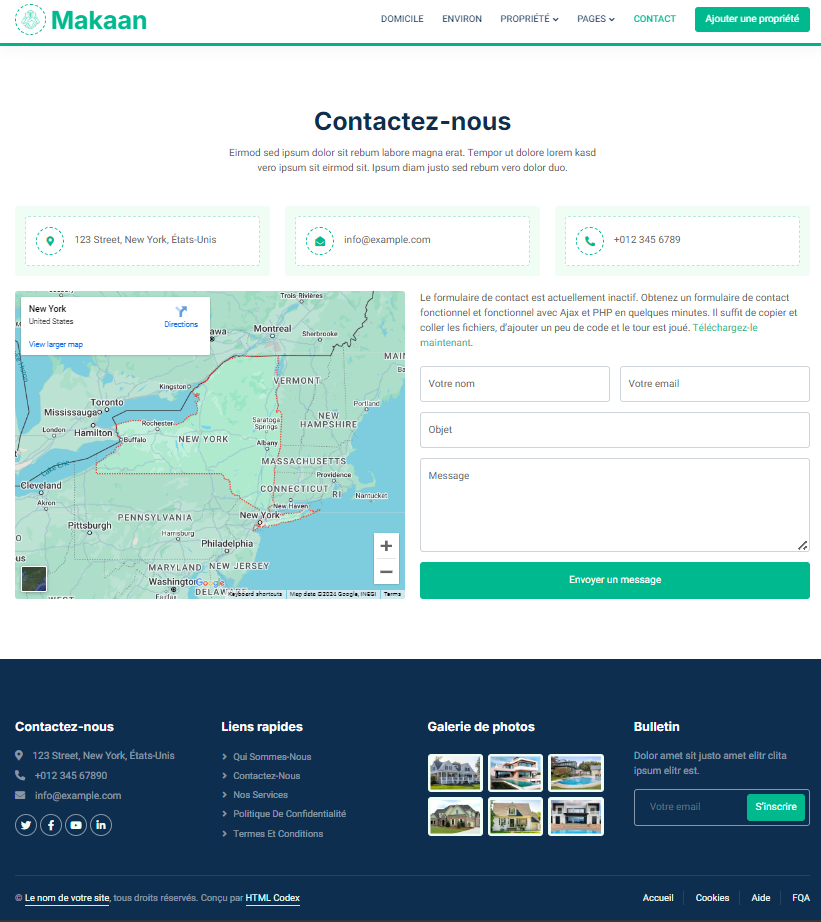 Makaan
DOMICILE
ENVIRON
PROPRIÉTÉ
PAGES
CONTACT
Ajouter une propriété
Contactez-nous
Eirmod sed ipsum dolor sit rebum labore magna erat. Tempor ut dolore lorem kasd
vero ipsum sit eirmod sit. Ipsum diam justo sed rebum vero dolor duo.
123 Street, New York, États-Unis
info@example.com
+012 345 6789
New York
United States
Directions
View larger map
Trois-Rivières
Montreal
Sherbrooke
MAIN
Kingston
VERMONT
Portland
Toronto
Mississauga
London
Hamilton
Rochester
Buffalo
NEW YORK
Saratoga
Springs
NEW
HAMPSHIRE
Albany
MASSACHUSETTS
Lake Erie
Providence
Cleveland
CONNECTICUT
RI
Nantucket
Akron
New Haven
New York
PENNSYLVANIA
Pittsburgh
Harrisburg
Philadelphia
MARYLAND
NEW JERSEY
Washington
Google
Keyboard shortcuts
Map data ©2024 Google, INEGI
Terms
Le formulaire de contact est actuellement inactif. Obtenez un formulaire de contact
fonctionnel et fonctionnel avec Ajax et PHP en quelques minutes. Il suffit de copier et
coller les fichiers, d'ajouter un peu de code et le tour est joué. Téléchargez-le
maintenant.
Votre nom
Votre email
Objet
Message
Envoyer un message
Contactez-nous
123 Street, New York, États-Unis
+012 345 67890
info@example.com
Liens rapides
Qui Sommes-Nous
Contactez-Nous
Nos Services
Politique De Confidentialité
Termes Et Conditions
Galerie de photos
Bulletin
Dolor amet sit justo amet elitr clita
ipsum elitr est.
Votre email
S'inscrire
© Le nom de votre site, tous droits réservés. Conçu par HTML Codex
Accueil
Cookies
Aide
FQA